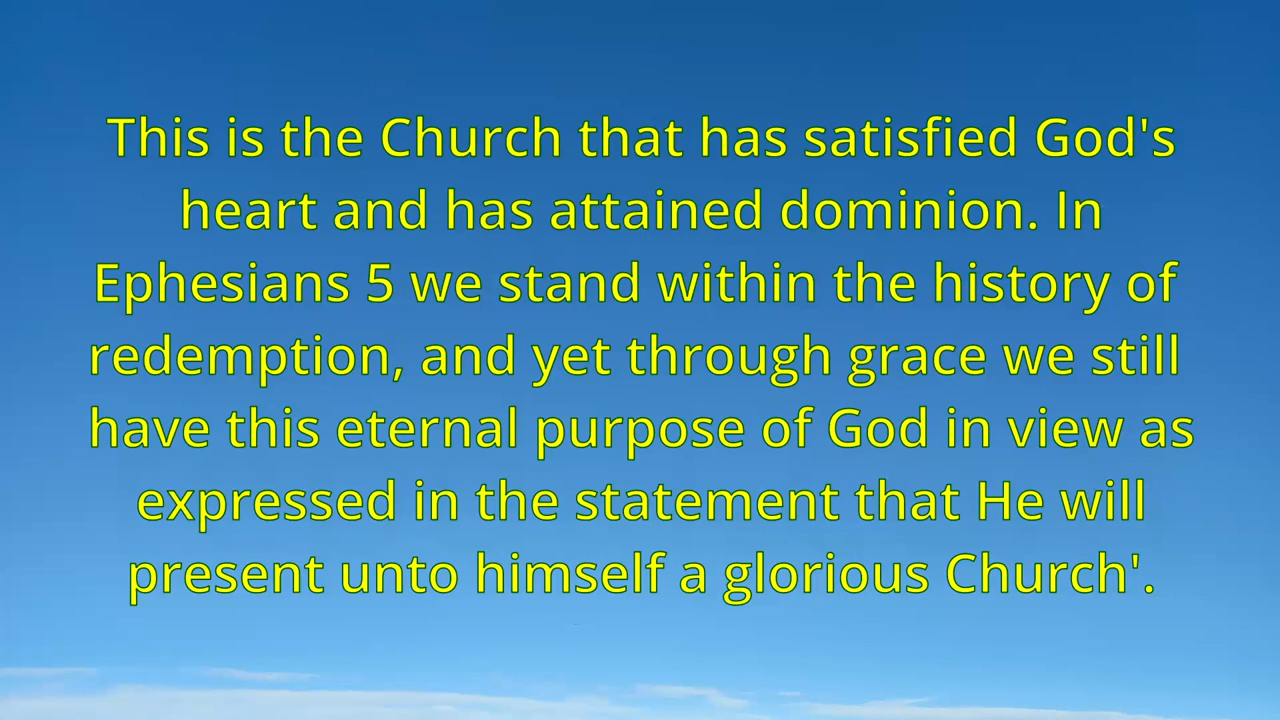 This is the Church that has satisfied God's
heart and has attained dominion. In
Ephesians 5 we stand within the history of
redemption, and yet through grace we still
have this eternal purpose of God in view as
expressed in the statement that He will
present unto himself a glorious Church'.